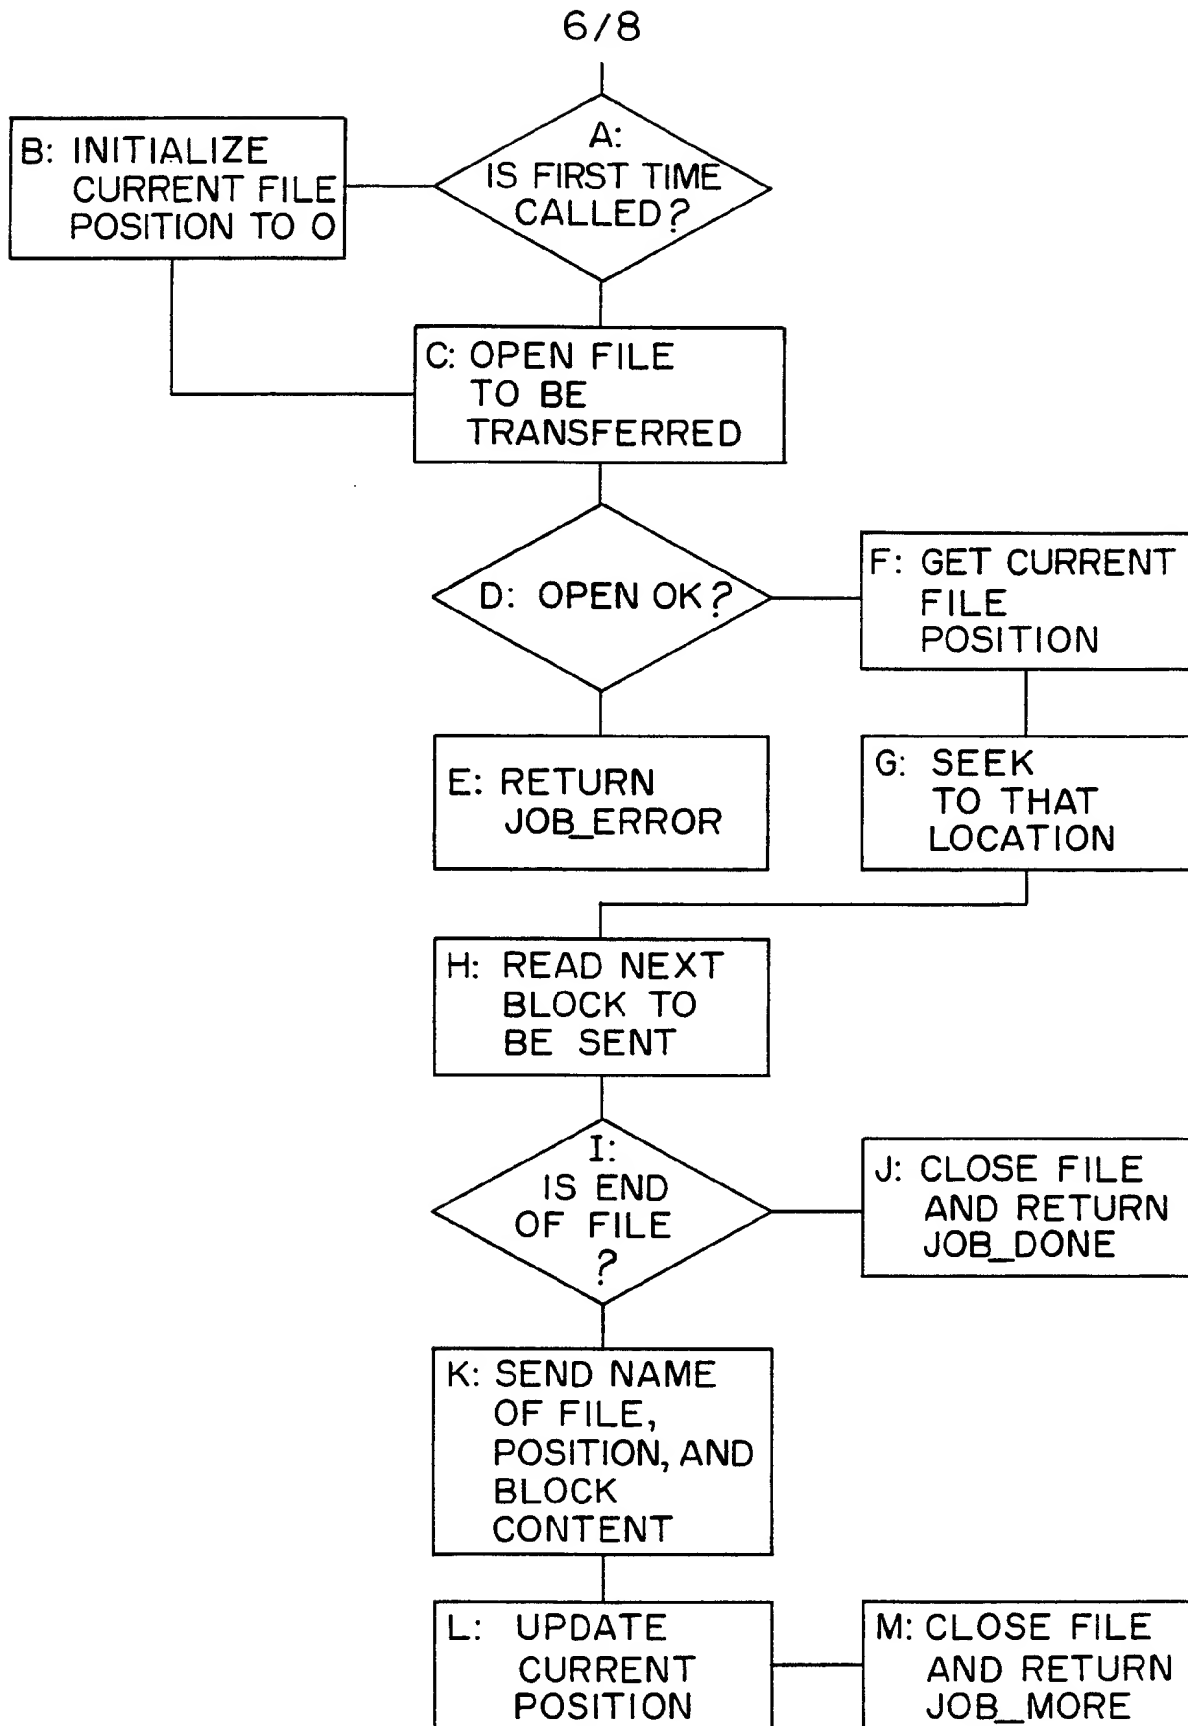 6/8
A:
IS FIRST TIME
CALLED?
B: INITIALIZE
CURRENT FILE
POSITION TO 0
C: OPEN FILE
TO BE
TRANSFERRED
D: OPEN OK?
F: GET CURRENT
FILE
POSITION
E: RETURN
JOB_ERROR
G: SEEK
TO THAT
LOCATION
H: READ NEXT
BLOCK TO
BE SENT
I:
IS END
OF FILE
?
J: CLOSE FILE
AND RETURN
JOB_DONE
K: SEND NAME
OF FILE,
POSITION, AND
BLOCK
CONTENT
L: UPDATE
CURRENT
POSITION
M: CLOSE FILE
AND RETURN
JOB_MORE